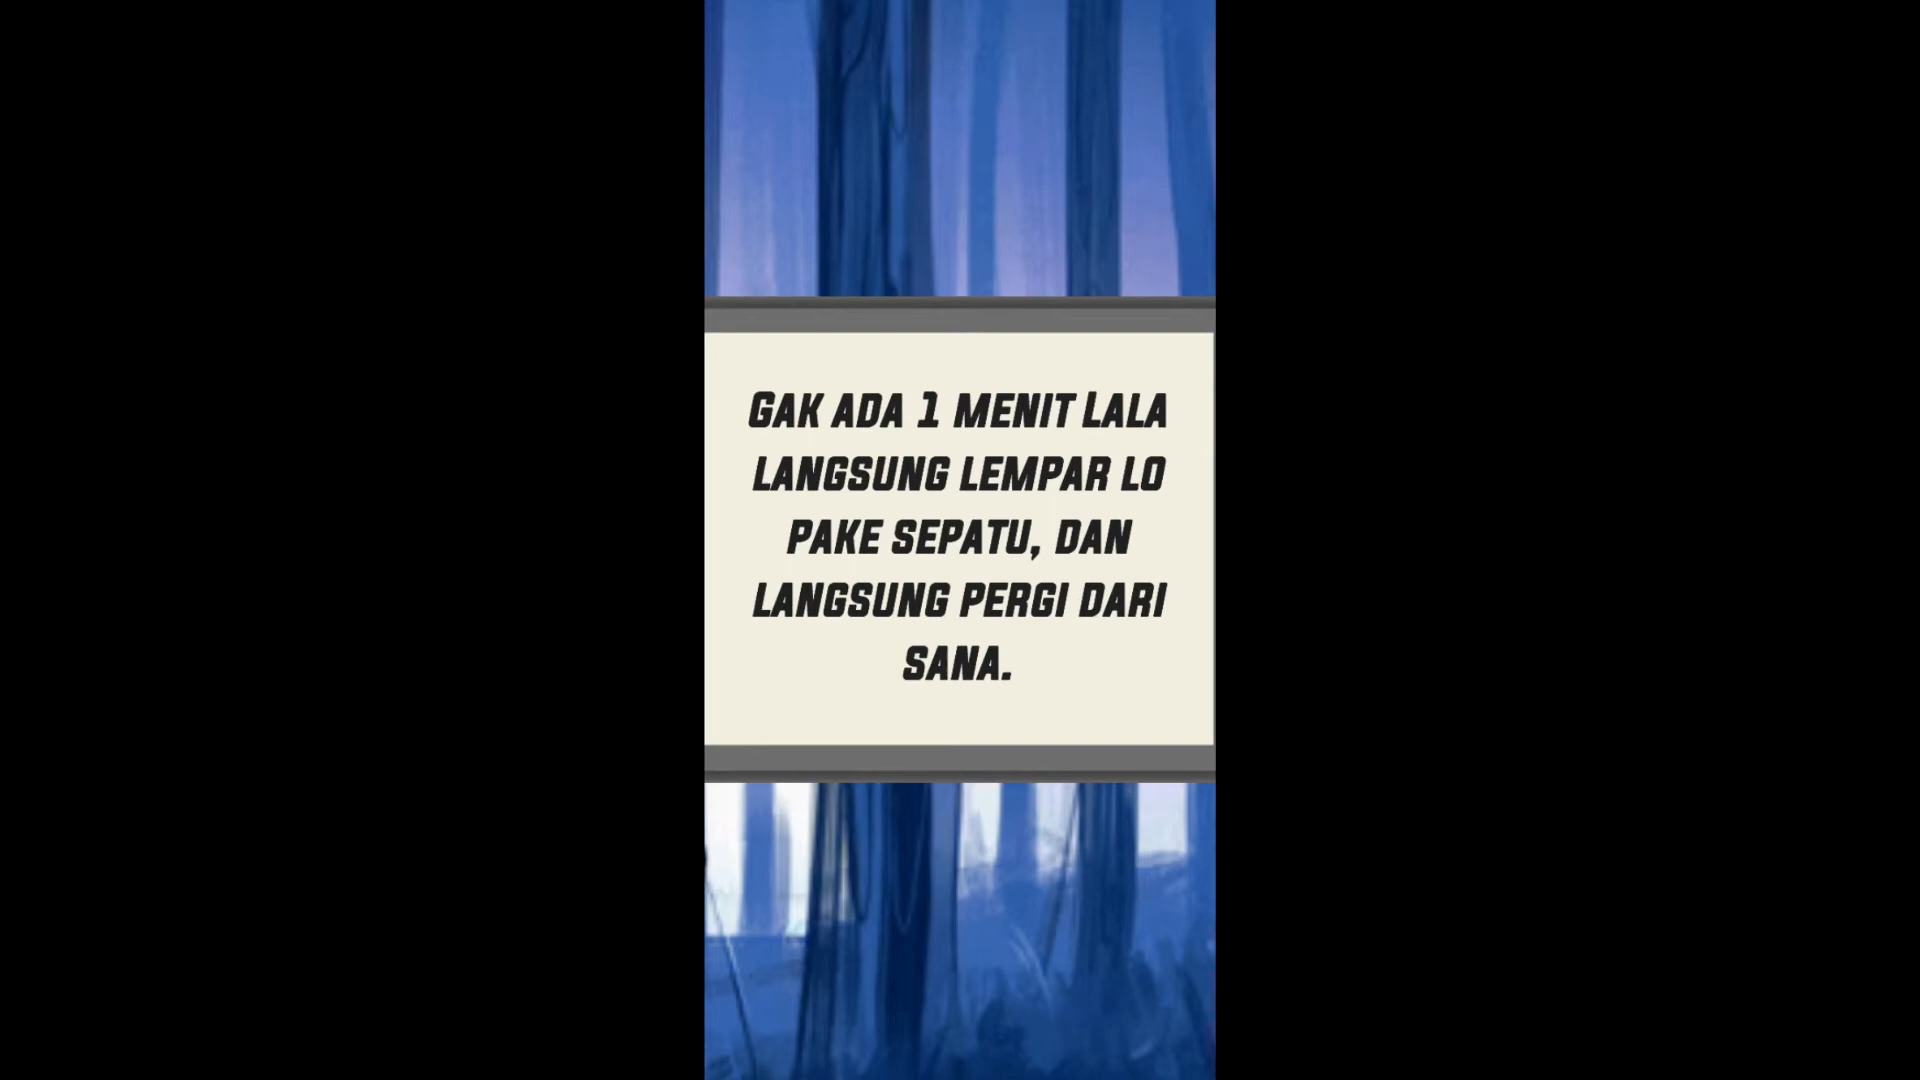 Gak ada 1 menit Lala
langsung lempar lo
pake sepatu, dan
langsung pergi dari
sana.